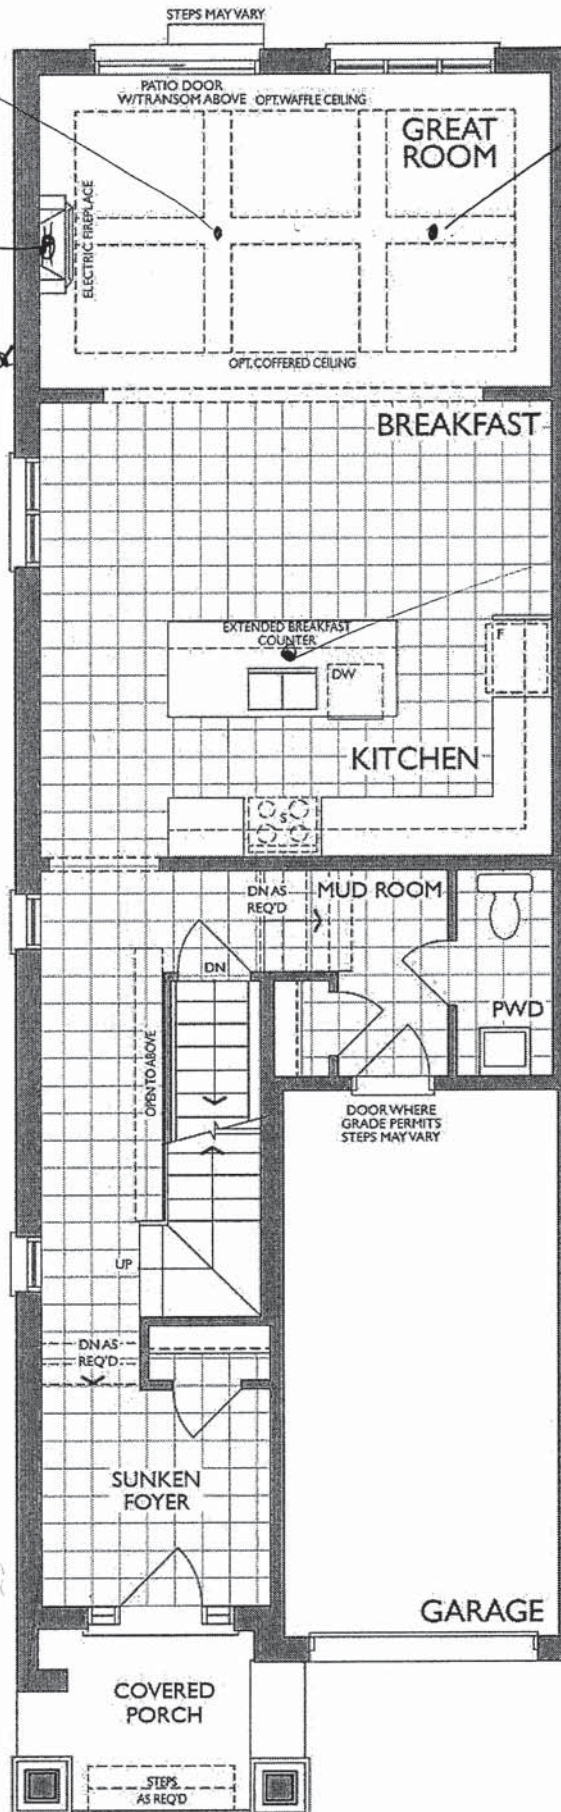 STEPS MAY VARY
PATIO DOOR
W/TRANSOM ABOVE
OPT. WAFFLE CEILING
GREAT
ROOM
ELECTRIC FIREPLACE
OPT. COFFERED CEILING
BREAKFAST
EXTENDED BREAKFAST
COUNTER
F
DW
KITCHEN
S
DN AS
REQ'D
MUD ROOM
DN
PWD
OPEN TO ABOVE
DOOR WHERE
GRADE PERMITS
STEPS MAY VARY
UP
DN AS
REQ'D
SUNKEN
FOYER
GARAGE
COVERED
PORCH
STEPS
AS REQ'D